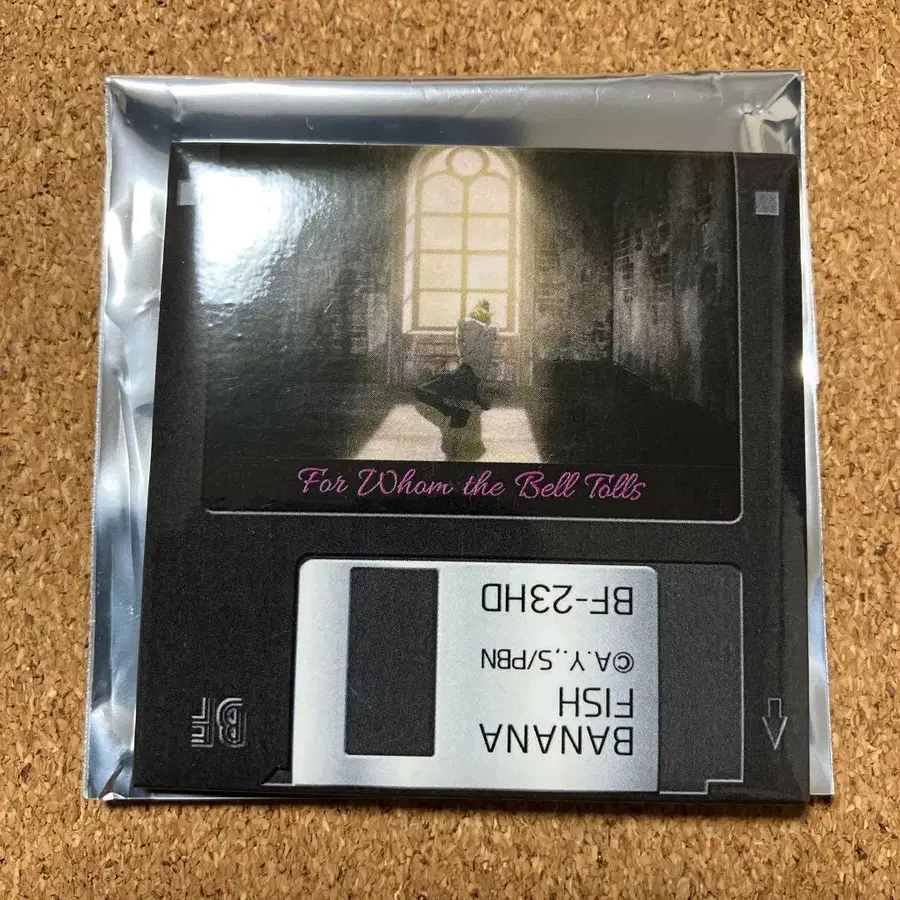 For Whom the Bell Tolls
BF-23HD
©A.Y.,S/PBN
BANANA
FISH
BF